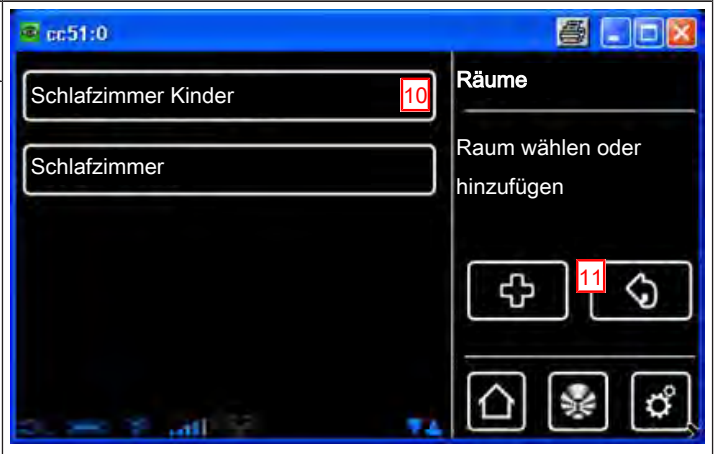 cc51:0
Schlafzimmer Kinder 10
Schlafzimmer
Räume
Raum wählen oder
hinzufügen
11